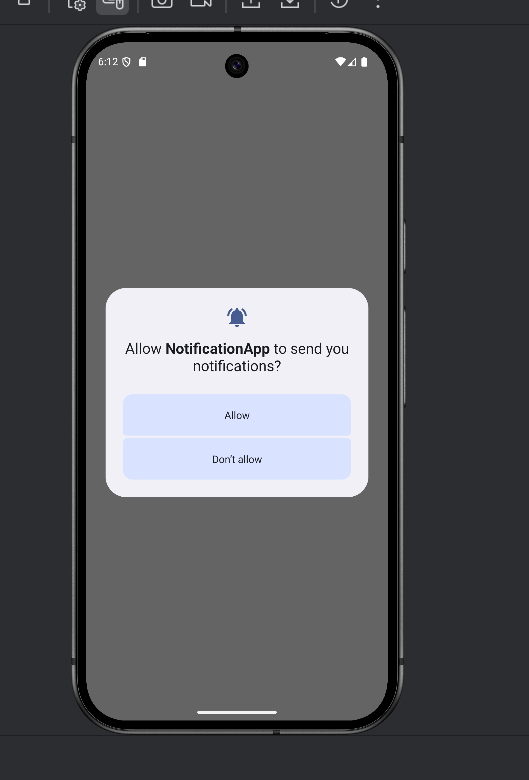 6:12
Allow NotificationApp to send you
notifications?
Allow
Don't allow